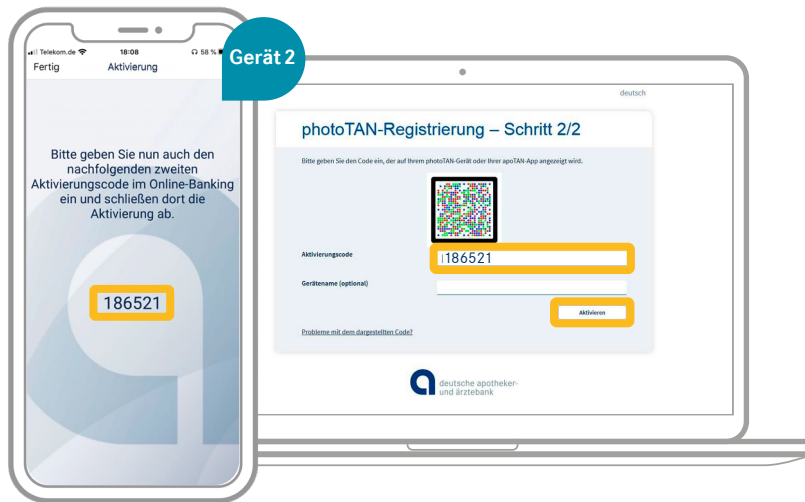 Telekom.de
18:08
58 %
Fertig
Aktivierung
Bitte geben Sie nun auch den
nachfolgenden zweiten
Aktivierungscode im Online-Banking
ein und schließen dort die
Aktivierung ab.
186521
Gerät 2
deutsch
photoTAN-Registrierung – Schritt 2/2
Bitte geben Sie den Code ein, der auf Ihrem photoTAN-Gerät oder Ihrer apoTAN-App angezeigt wird.
Aktivierungscode
186521
Gerätename (optional)
Aktivieren
Probleme mit dem dargestellten Code?
deutsche apotheker-
und ärztebank